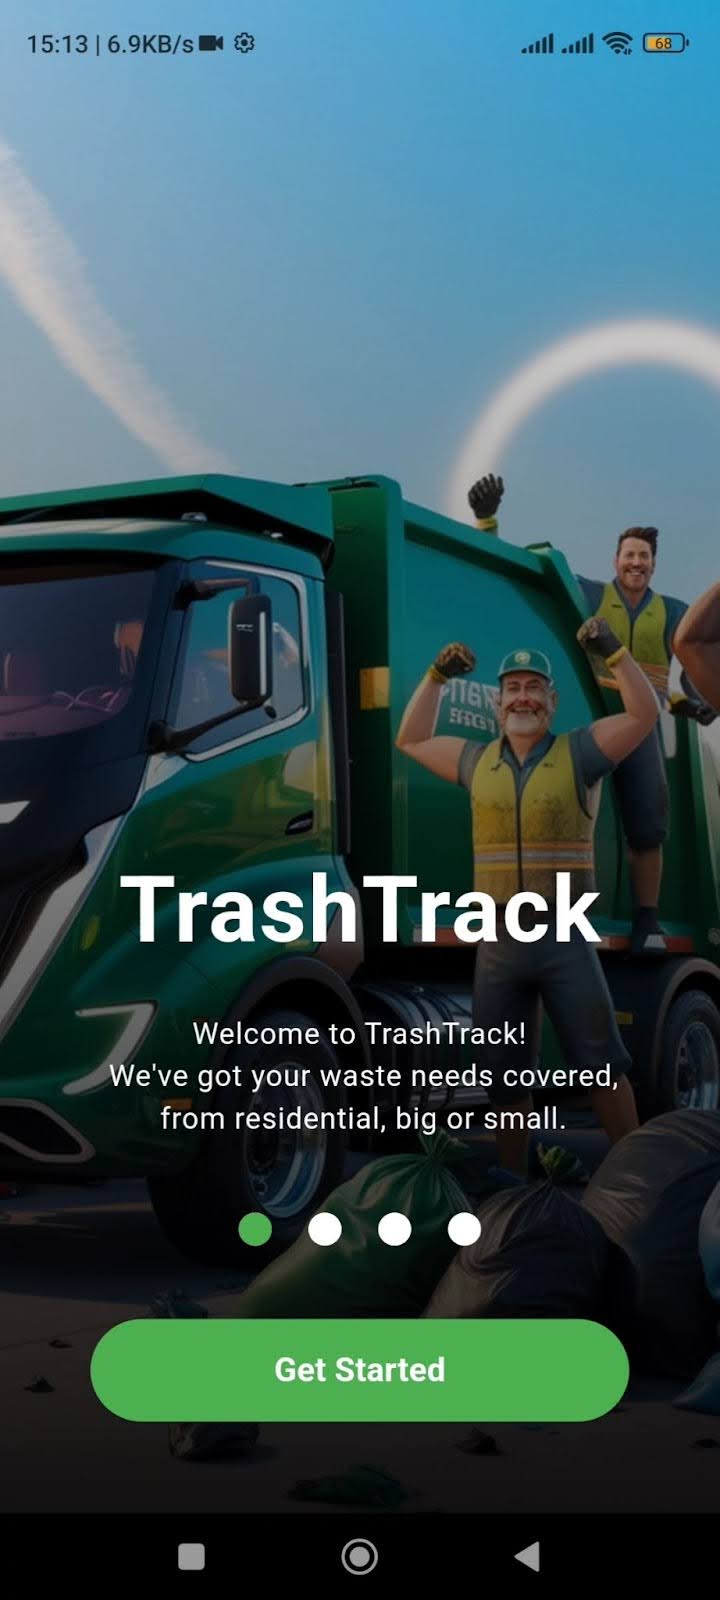 15:13 | 6.9KB/s
68
TrashTrack
Welcome to TrashTrack!
We've got your waste needs covered,
from residential, big or small.
Get Started